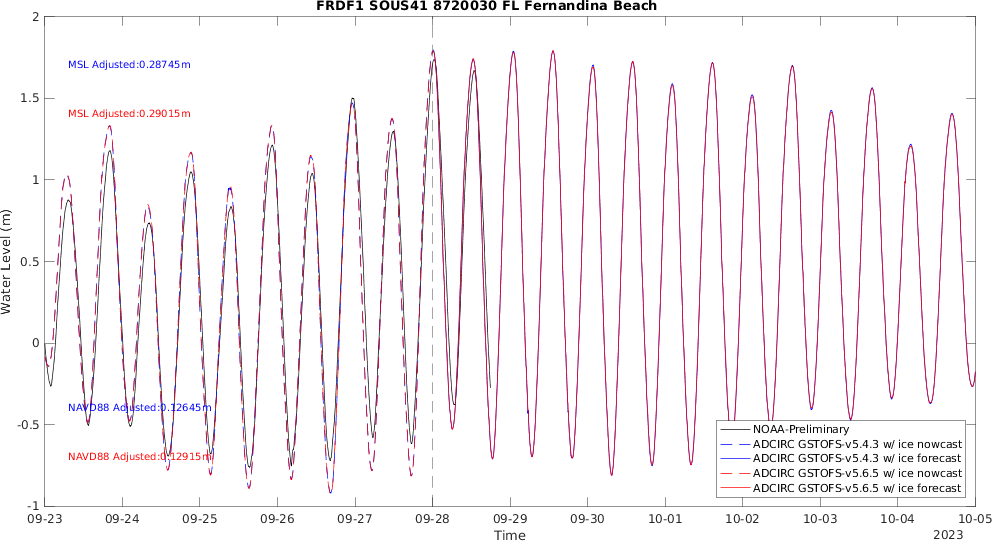 FRDF1 SOUS41 8720030 FL Fernandina Beach
2
1.5
1
0.5
0
-0.5
-1
Water Level (m)
MSL Adjusted:0.28745m
MSL Adjusted:0.29015m
NAVD88 Adjusted:0.12645m
NAVD88 Adjusted:0.12915m
NOAA-Preliminary
ADCIRC GSTOFS-v5.4.3 w/ ice nowcast
ADCIRC GSTOFS-v5.4.3 w/ ice forecast
ADCIRC GSTOFS-v5.6.5 w/ ice nowcast
ADCIRC GSTOFS-v5.6.5 w/ ice forecast
09-23 09-24 09-25 09-26 09-27 09-28 09-29 09-30 10-01 10-02 10-03 10-04 10-05
Time
2023